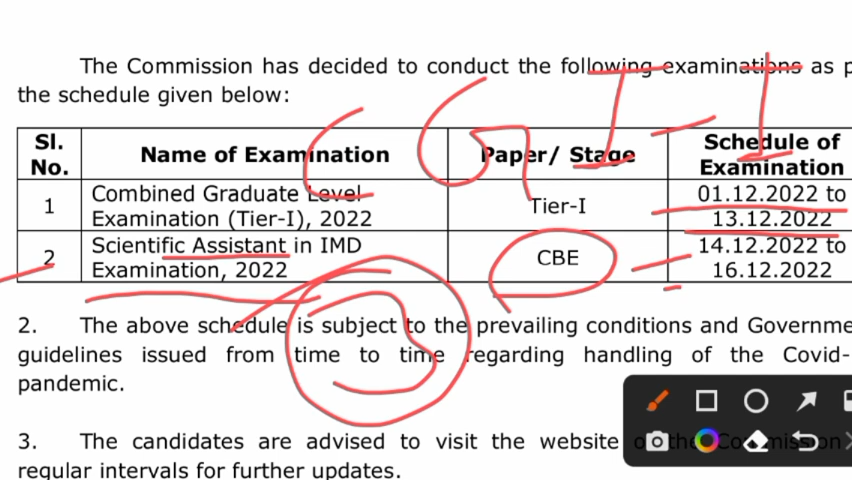 The Commission has decided to conduct the following examinations as p
the schedule given below:
Sl. No. Name of Examination Paper/ Stage Schedule of Examination
1 Combined Graduate Level Examination (Tier-I), 2022 Tier-I 01.12.2022 to 13.12.2022
2 Scientific Assistant in IMD Examination, 2022 CBE 14.12.2022 to 16.12.2022
2. The above schedule is subject to the prevailing conditions and Governme
guidelines issued from time to time regarding handling of the Covid-
pandemic.
3. The candidates are advised to visit the website of the Commission
regular intervals for further updates.